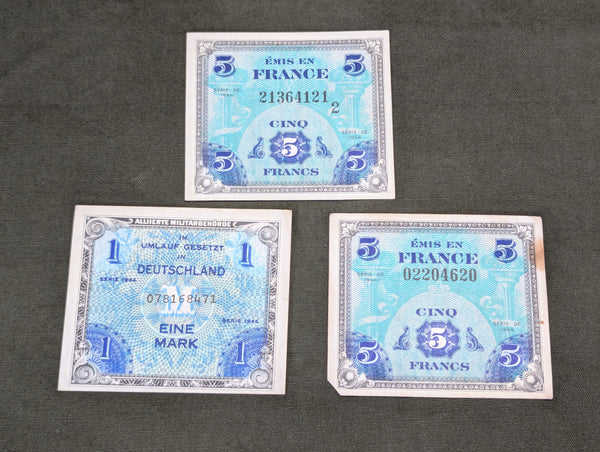 5 ÉMIS EN 5
FRANCE
SÉRIE DE 1944
21364121 2
CINQ
SÉRIE DE 1944
5 5 5
FRANCS
ALLIIERTE MILITÄRBEHÖRDE
1 IN 1
UMLAUF GESETZT
IN
DEUTSCHLAND
SERIE 1944
078168471
M
SERIE 1944
EINE
1 MARK 1
5 ÉMIS EN 5
FRANCE
SÉRIE DE 1944
02204620
CINQ
SÉRIE DE 1944
5 5 5
FRANCS